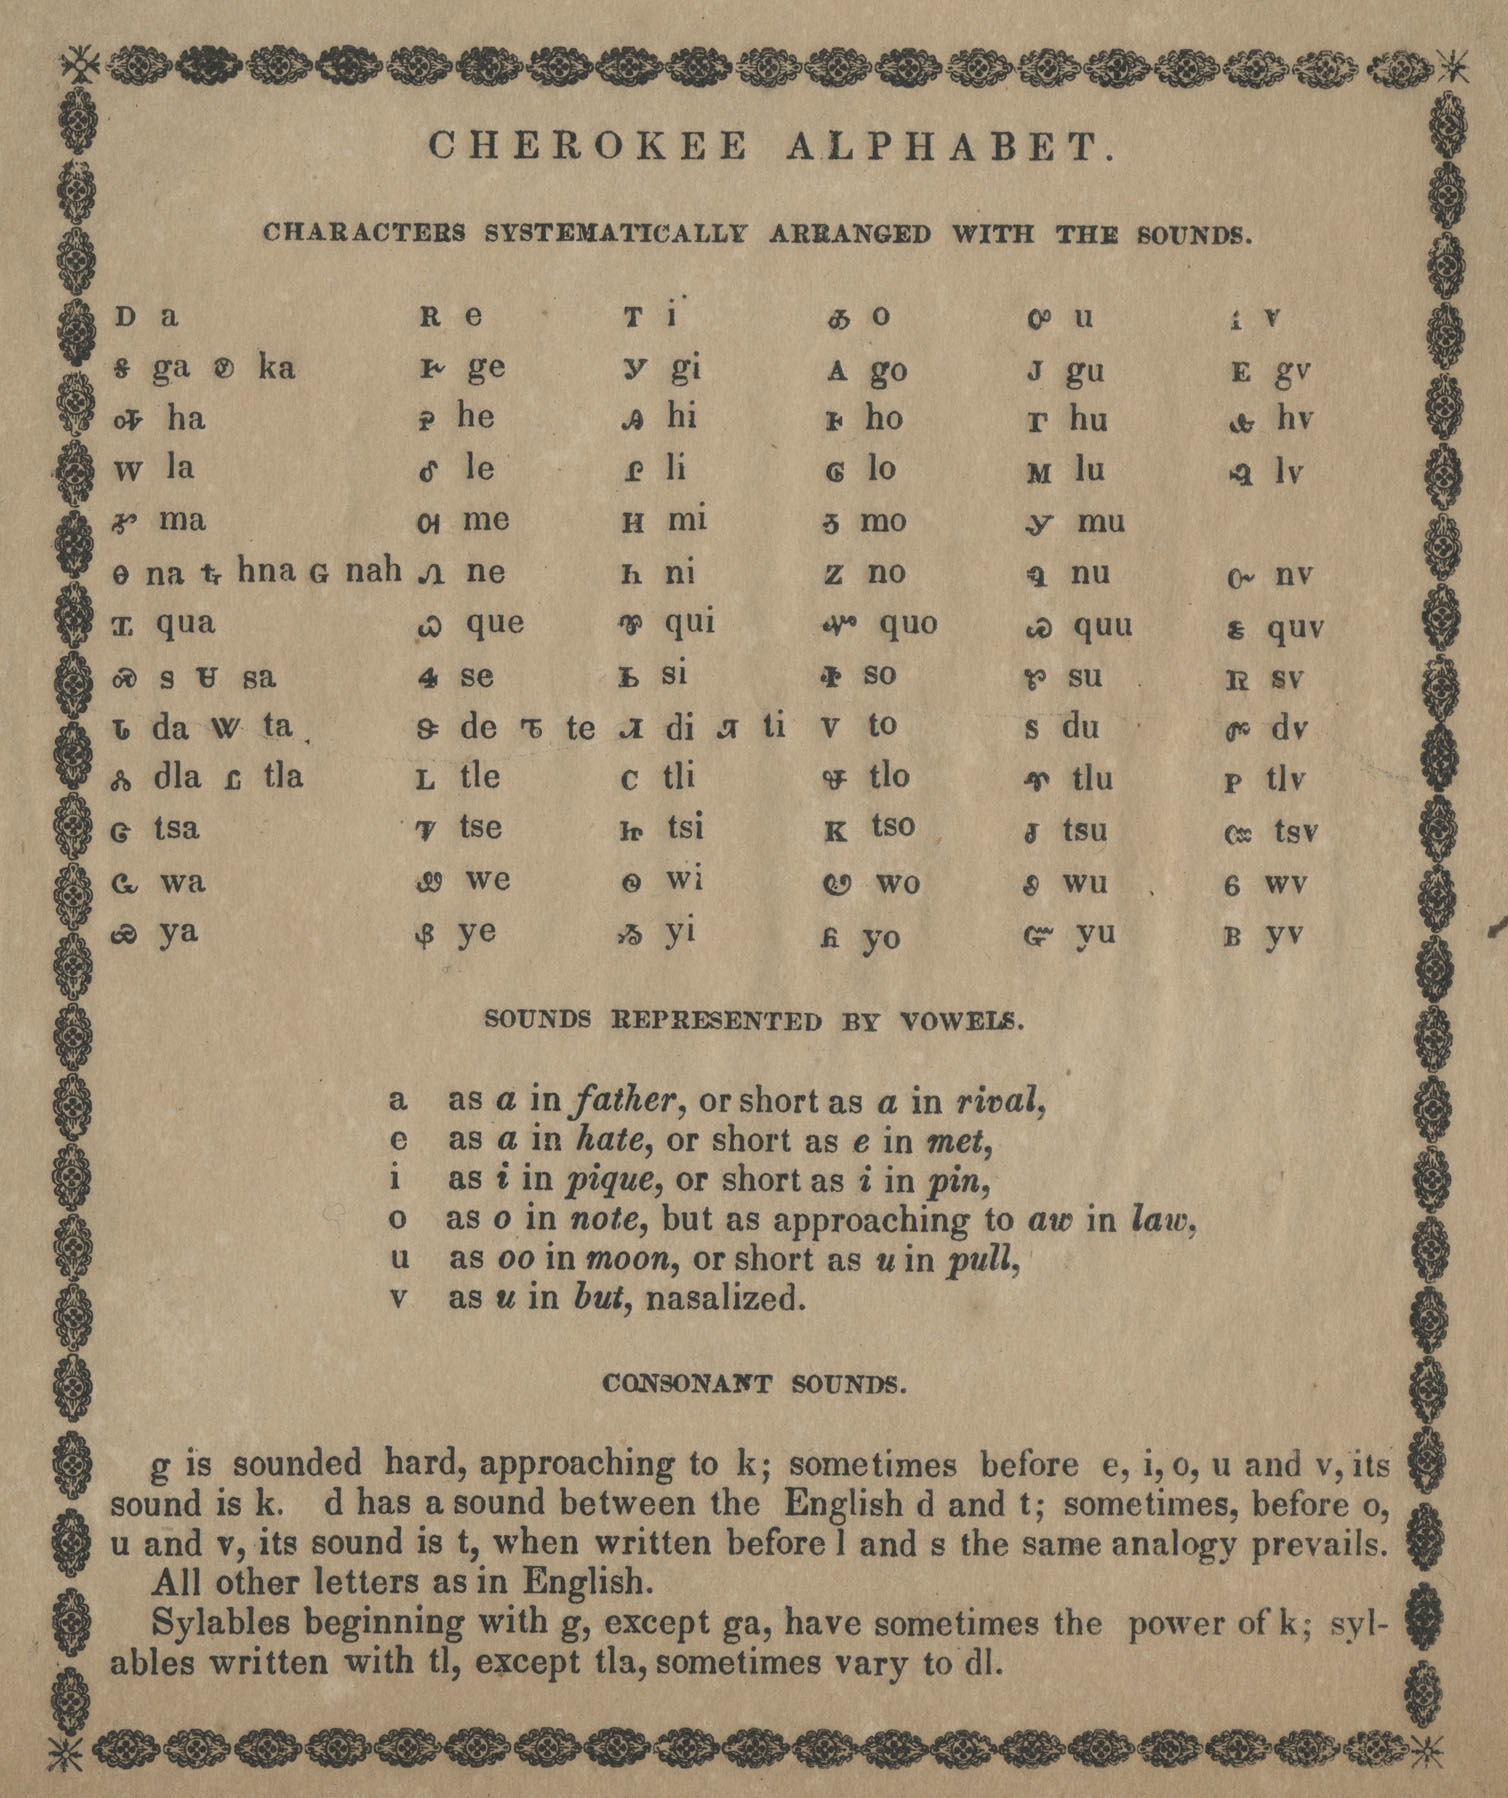 CHEROKEE ALPHABET.
CHARACTERS SYSTEMATICALLY ARRANGED WITH THE SOUNDS.
Ꭰ a Ꭱ e Ꭲ i Ꭳ o Ꭴ u Ꭵ v
Ꭶ ga Ꭷ ka Ꭸ ge Ꭹ gi Ꭺ go Ꭻ gu Ꭼ gv
Ꭽ ha Ꭾ he Ꭿ hi Ꮀ ho Ꮁ hu Ꮂ hv
Ꮃ la Ꮄ le Ꮅ li Ꮆ lo Ꮇ lu Ꮈ lv
Ꮉ ma Ꮊ me Ꮋ mi Ꮌ mo Ꮍ mu
Ꮎ na Ꮏ hna Ꮐ nah Ꮑ ne Ꮒ ni Ꮓ no Ꮔ nu Ꮕ nv
Ꮖ qua Ꮗ que Ꮘ qui Ꮙ quo Ꮚ quu Ꮛ quv
Ꮝ s Ꮜ sa Ꮞ se Ꮟ si Ꮠ so Ꮡ su Ꮢ sv
Ꮣ da Ꮤ ta Ꮥ de Ꮦ te Ꮧ di Ꮨ ti Ꮩ to Ꮪ du Ꮫ dv
Ꮬ dla Ꮭ tla Ꮮ tle Ꮯ tli Ꮰ tlo Ꮱ tlu Ꮲ tlv
Ꮳ tsa Ꮴ tse Ꮵ tsi Ꮶ tso Ꮷ tsu Ꮸ tsv
Ꮹ wa Ꮺ we Ꮻ wi Ꮼ wo Ꮽ wu Ꮾ wv
Ꮿ ya Ᏸ ye Ᏹ yi Ᏺ yo Ᏻ yu Ᏼ yv
SOUNDS REPRESENTED BY VOWELS.
a as a in father, or short as a in rival,
e as a in hate, or short as e in met,
i as i in pique, or short as i in pin,
o as o in note, but as approaching to aw in law,
u as oo in moon, or short as u in pull,
v as u in but, nasalized.
CONSONANT SOUNDS.
g is sounded hard, approaching to k; sometimes before e, i, o, u and v, its
sound is k. d has a sound between the English d and t; sometimes, before o,
u and v, its sound is t, when written before l and s the same analogy prevails.
All other letters as in English.
Sylables beginning with g, except ga, have sometimes the power of k; syl-
ables written with tl, except tla, sometimes vary to dl.